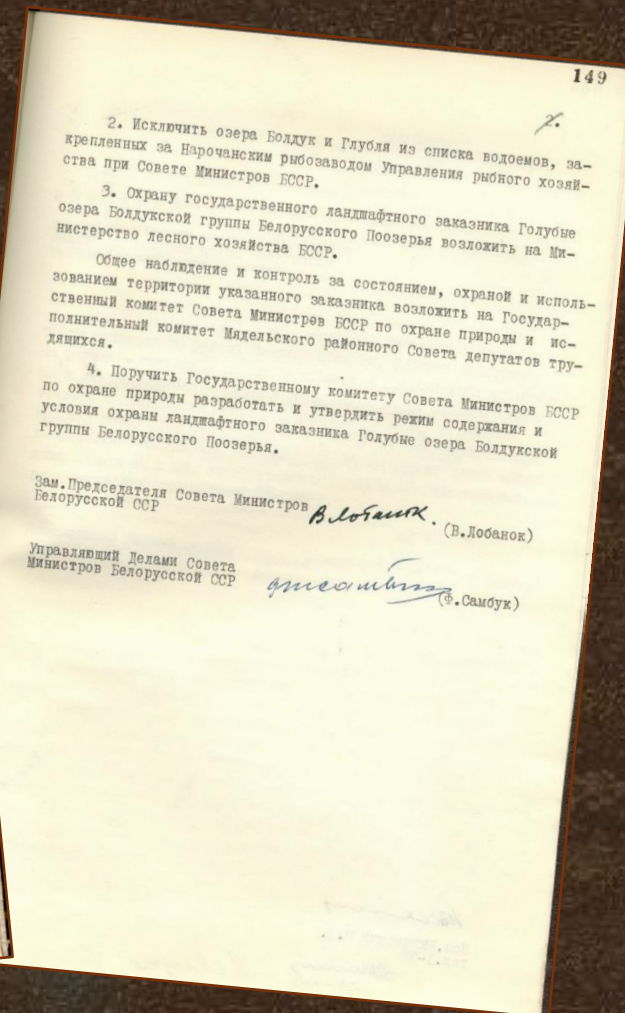 149
2.
2. Исключить озера Болдук и Глубля из списка водоемов, за-
крепленных за Нарочанским рыбозаводом Управления рыбного хозяй-
ства при Совете Министров БССР.
3. Охрану государственного ландшафтного заказника Голубые
озера Болдукской группы Белорусского Поозерья возложить на Ми-
нистерство лесного хозяйства БССР.
Общее наблюдение и контроль за состоянием, охраной и исполь-
зованием территории указанного заказника возложить на Государ-
ственный комитет Совета Министров БССР по охране природы и ис-
полнительный комитет Мядельского районного Совета депутатов тру-
дящихся.
4. Поручить Государственному комитету Совета Министров БССР
по охране природы разработать и утвердить режим содержания и
условия охраны ландшафтного заказника Голубые озера Болдукской
группы Белорусского Поозерья.
Зам.Председателя Совета Министров
Белорусской ССР
В Лобанок.
(В.Лобанок)
Управляющий Делами Совета
Министров Белорусской ССР
(Ф.Самбук)